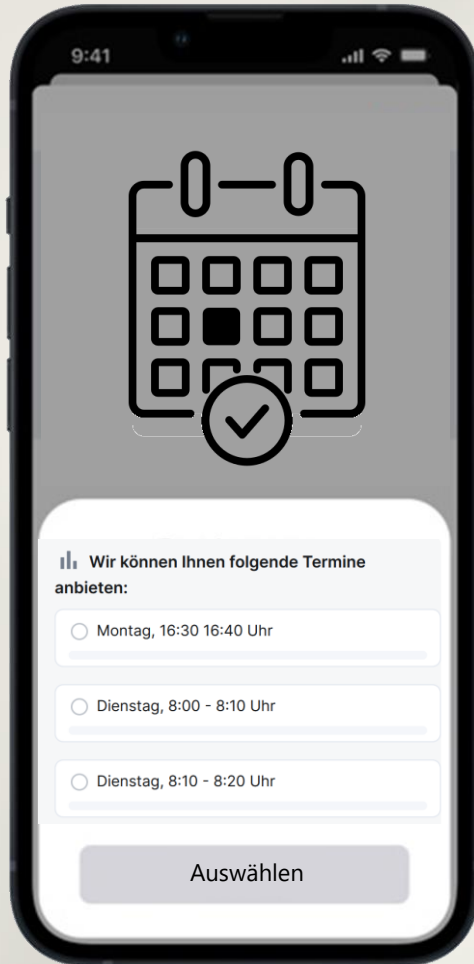 9:41
Wir können Ihnen folgende Termine
anbieten:
Montag, 16:30 16:40 Uhr
Dienstag, 8:00 - 8:10 Uhr
Dienstag, 8:10 - 8:20 Uhr
Auswählen